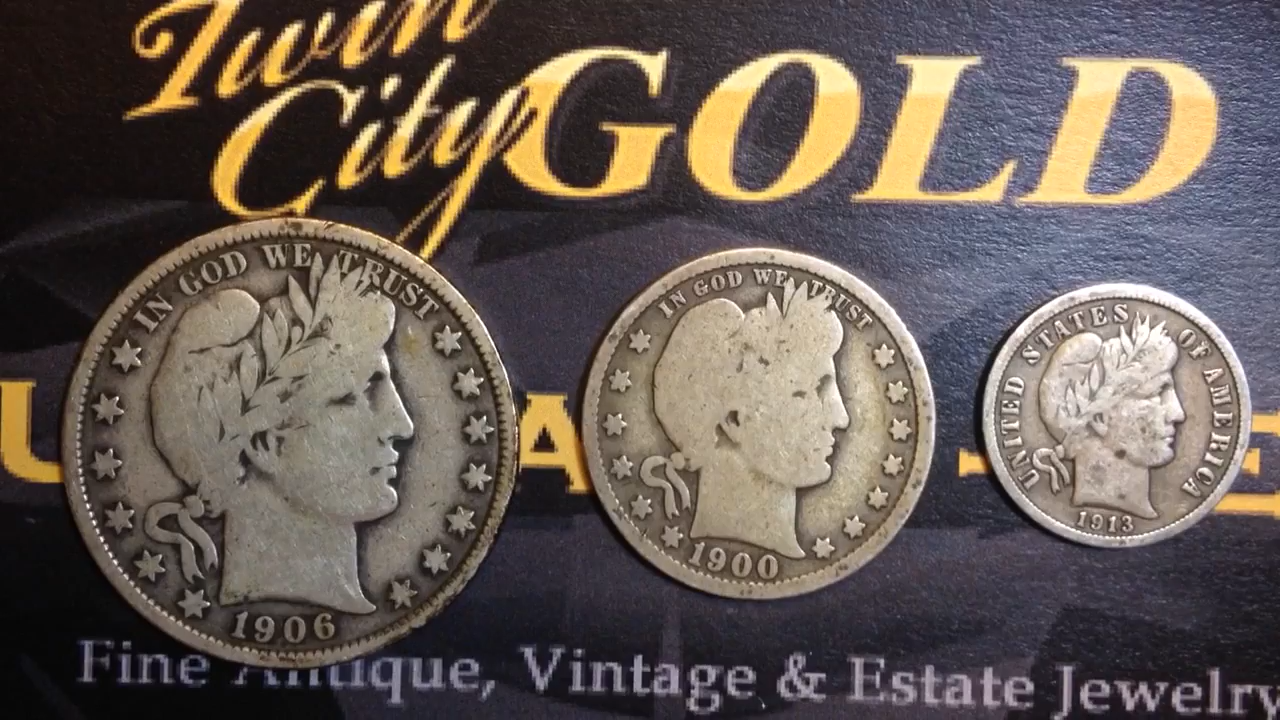 Twin
City GOLD
IN GOD WE TRUST
1906
IN GOD WE TRUST
1900
UNITED STATES OF AMERICA
1913
Fine Antique, Vintage & Estate Jewelry